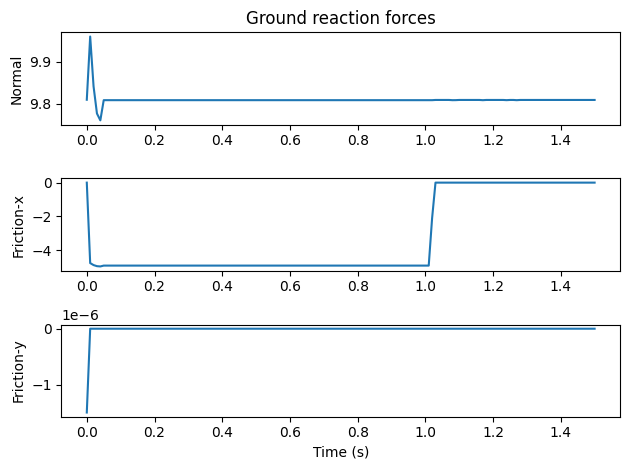 Ground reaction forces
Normal
9.9
9.8
0.0 0.2 0.4 0.6 0.8 1.0 1.2 1.4
Friction-x
0
−2
−4
0.0 0.2 0.4 0.6 0.8 1.0 1.2 1.4
1e−6
Friction-y
0
−1
0.0 0.2 0.4 0.6 0.8 1.0 1.2 1.4
Time (s)